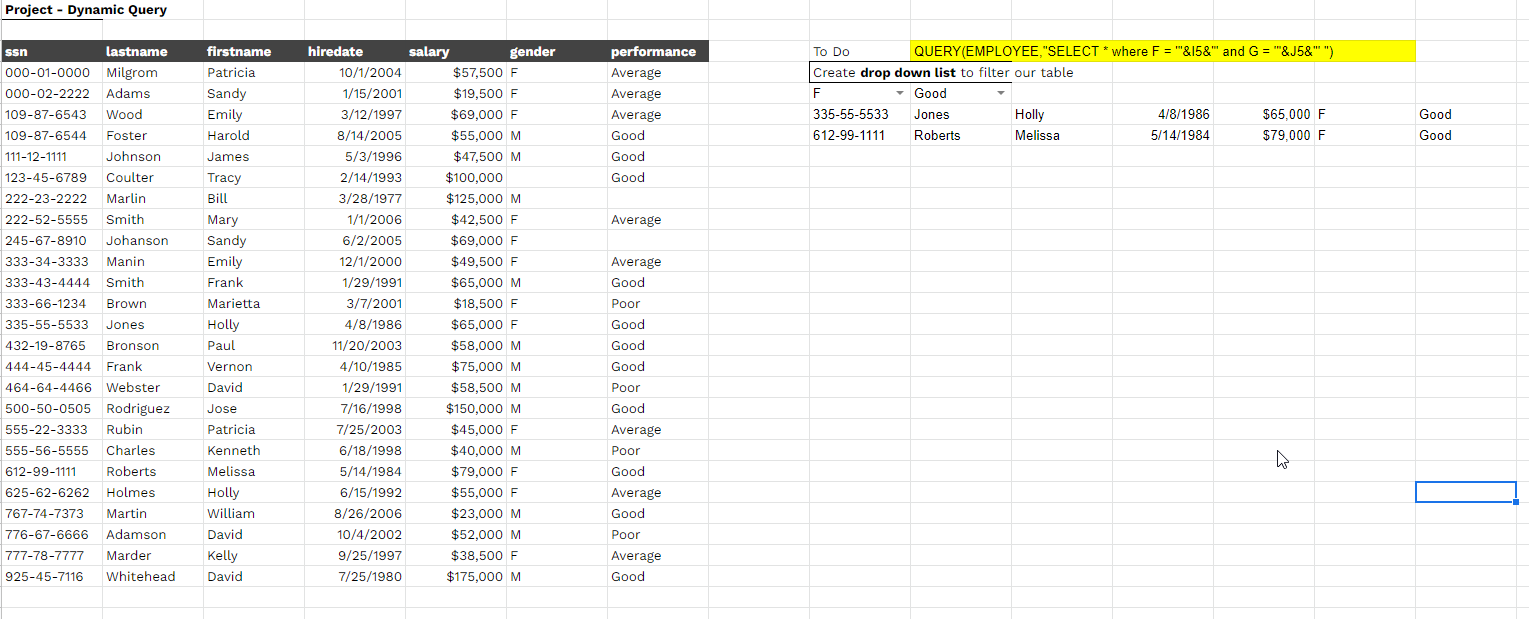 Project - Dynamic Query
ssn lastname firstname hiredate salary gender performance To Do QUERY(EMPLOYEE,"SELECT * where F = '"&I5&"' and G = '"&J5&"' ")
000-01-0000 Milgrom Patricia 10/1/2004 $57,500 F Average Create drop down list to filter our table
000-02-2222 Adams Sandy 1/15/2001 $19,500 F Average F Good
109-87-6543 Wood Emily 3/12/1997 $69,000 F Average 335-55-5533 Jones Holly 4/8/1986 $65,000 F Good
109-87-6544 Foster Harold 8/14/2005 $55,000 M Good 612-99-1111 Roberts Melissa 5/14/1984 $79,000 F Good
111-12-1111 Johnson James 5/3/1996 $47,500 M Good
123-45-6789 Coulter Tracy 2/14/1993 $100,000 Good
222-23-2222 Marlin Bill 3/28/1977 $125,000 M
222-52-5555 Smith Mary 1/1/2006 $42,500 F Average
245-67-8910 Johanson Sandy 6/2/2005 $69,000 F
333-34-3333 Manin Emily 12/1/2000 $49,500 F Average
333-43-4444 Smith Frank 1/29/1991 $65,000 M Good
333-66-1234 Brown Marietta 3/7/2001 $18,500 F Poor
335-55-5533 Jones Holly 4/8/1986 $65,000 F Good
432-19-8765 Bronson Paul 11/20/2003 $58,000 M Good
444-45-4444 Frank Vernon 4/10/1985 $75,000 M Good
464-64-4466 Webster David 1/29/1991 $58,500 M Poor
500-50-0505 Rodriguez Jose 7/16/1998 $150,000 M Good
555-22-3333 Rubin Patricia 7/25/2003 $45,000 F Average
555-56-5555 Charles Kenneth 6/18/1998 $40,000 M Poor
612-99-1111 Roberts Melissa 5/14/1984 $79,000 F Good
625-62-6262 Holmes Holly 6/15/1992 $55,000 F Average
767-74-7373 Martin William 8/26/2006 $23,000 M Good
776-67-6666 Adamson David 10/4/2002 $52,000 M Poor
777-78-7777 Marder Kelly 9/25/1997 $38,500 F Average
925-45-7116 Whitehead David 7/25/1980 $175,000 M Good